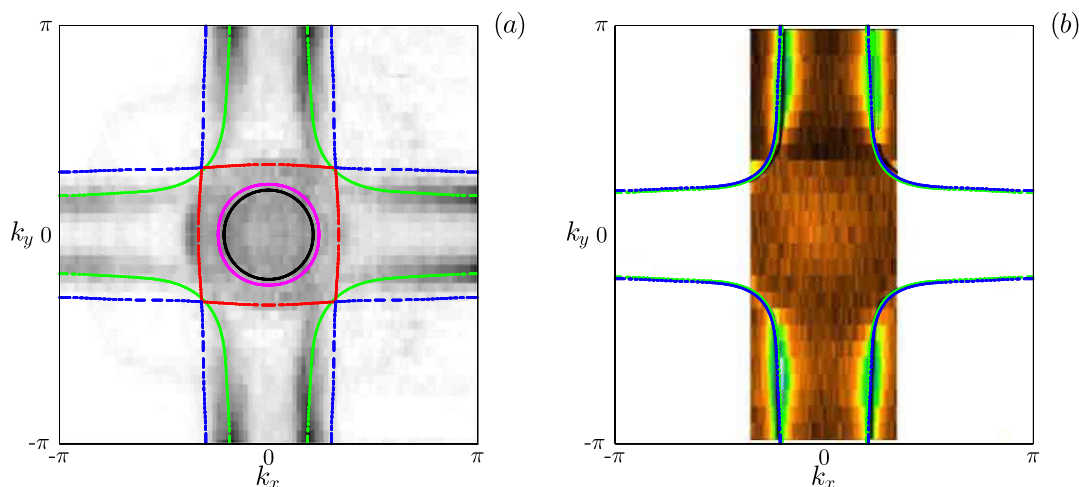 π (a) (b)
k_y 0 k_y 0
-π -π
-π 0 π -π 0 π
k_x k_x